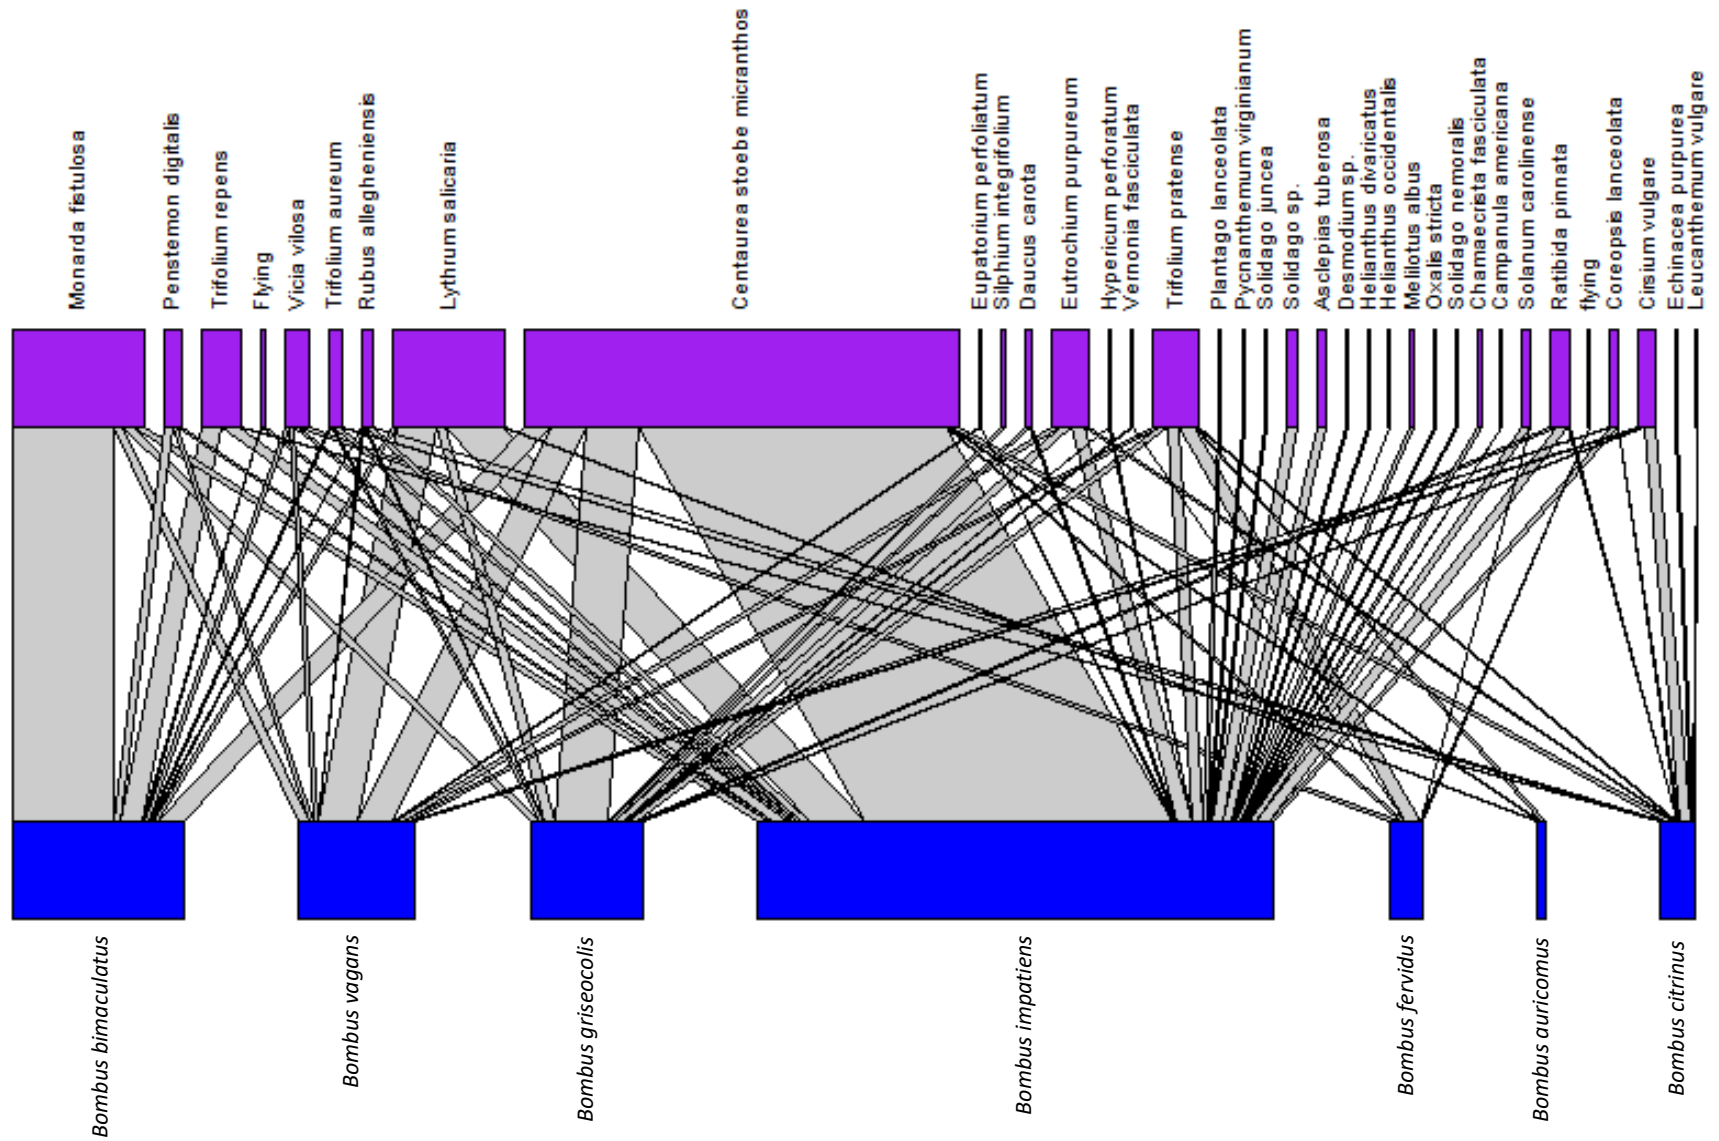 Monarda fistulosa
Penstemon digitalis
Trifolium repens
Flying
Vicia vilosa
Trifolium aureum
Rubus allegheniensis
Lythrum salicaria
Centaurea stoebe micranthos
Eupatorium perfoliatum
Silphium integrifolium
Daucus carota
Eutrochium purpureum
Hypericum perforatum
Vernonia fasciculata
Trifolium pratense
Plantago lanceolata
Pycnanthemum virginianum
Solidago juncea
Solidago sp.
Asclepias tuberosa
Desmodium sp.
Helianthus divaricatus
Helianthus occidentalis
Melilotus albus
Oxalis stricta
Solidago nemoralis
Chamaecrista fasciculata
Campanula americana
Solanum carolinense
Ratibida pinnata
flying
Coreopsis lanceolata
Cirsium vulgare
Echinacea purpurea
Leucanthemum vulgare
Bombus bimaculatus
Bombus vagans
Bombus griseocolis
Bombus impatiens
Bombus fervidus
Bombus auricomus
Bombus citrinus